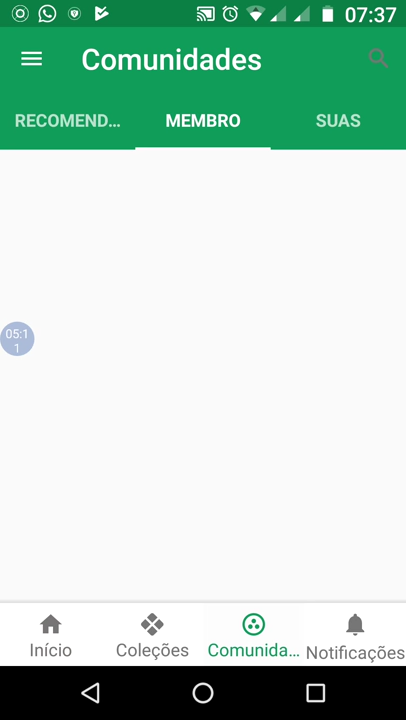 07:37
Comunidades
RECOMEND...
MEMBRO
SUAS
05:1
1
Início
Coleções
Comunida...
Notificações